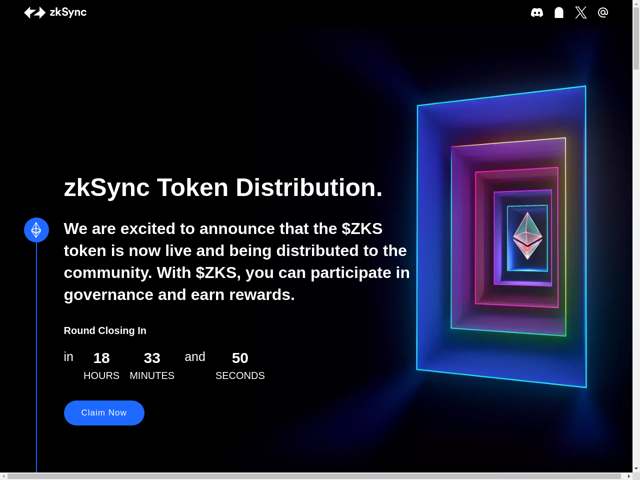 zkSync
zkSync Token Distribution.
We are excited to announce that the $ZKS
token is now live and being distributed to the
community. With $ZKS, you can participate in
governance and earn rewards.
Round Closing In
in 18 33 and 50
HOURS MINUTES SECONDS
Claim Now